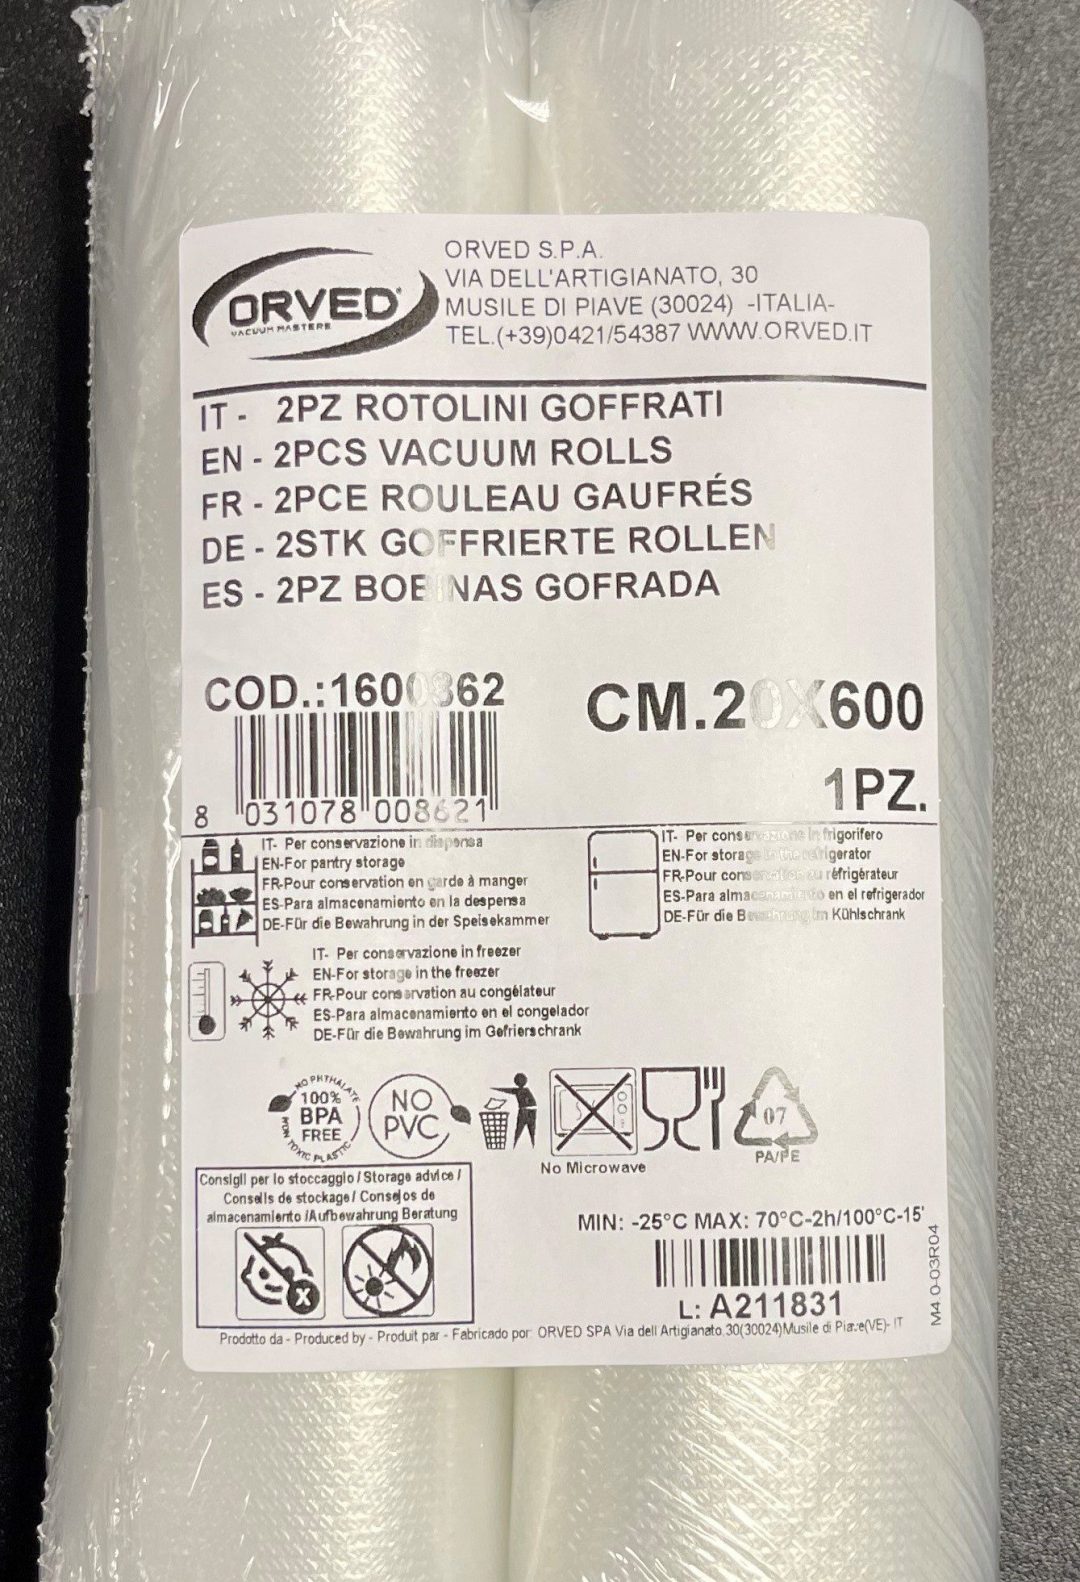 ORVED
VACUUM MASTERS
ORVED S.P.A.
VIA DELL'ARTIGIANATO, 30
MUSILE DI PIAVE (30024) -ITALIA-
TEL.(+39)0421/54387 WWW.ORVED.IT
IT - 2PZ ROTOLINI GOFFRATI
EN - 2PCS VACUUM ROLLS
FR - 2PCE ROULEAU GAUFRÉS
DE - 2STK GOFFRIERTE ROLLEN
ES - 2PZ BOBINAS GOFRADA
COD.:1600862
8 031078 008621
CM.20X600
1PZ.
IT- Per conservazione in dispensa
EN-For pantry storage
FR-Pour conservation en garde à manger
ES-Para almacenamiento en la despensa
DE-Für die Bewahrung in der Speisekammer
IT- Per conservazione in frigorifero
EN-For storage in the refrigerator
FR-Pour conservation au réfrigérateur
ES-Para almacenamiento en el refrigerador
DE-Für die Bewahrung im Kühlschrank
IT- Per conservazione in freezer
EN-For storage in the freezer
FR-Pour conservation au congélateur
ES-Para almacenamiento en el congelador
DE-Für die Bewahrung im Gefrierschrank
NO PHTHALATE
100%
BPA
FREE
NON TOXIC PLASTIC
NO
PVC
No Microwave
07
PA/PE
Consigli per lo stoccaggio / Storage advice /
Conseils de stockage / Consejos de
almacenamiento /Aufbewahrung Beratung
X
MIN: -25°C MAX: 70°C-2h/100°C-15'
L: A211831
M4.0-03R04
Prodotto da - Produced by - Produit par - Fabricado por: ORVED SPA Via dell'Artigianato,30(30024)Musile di Piave(VE)- IT